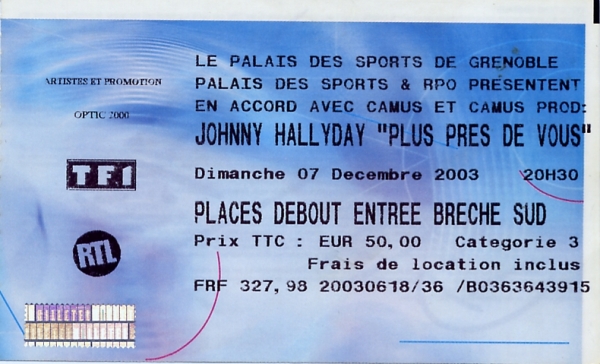 LE PALAIS DES SPORTS DE GRENOBLE
ARTISTES ET PROMOTION
PALAIS DES SPORTS & RPO PRESENTENT
EN ACCORD AVEC CAMUS ET CAMUS PROD:
OPTIC 2000
JOHNNY HALLYDAY "PLUS PRES DE VOUS"
TF1
Dimanche 07 Decembre 2003 20H30
PLACES DEBOUT ENTREE BRECHE SUD
RTL
Prix TTC : EUR 50,00 Categorie 3
Frais de location inclus
FRF 327,98 20030618/36 /B0363643915